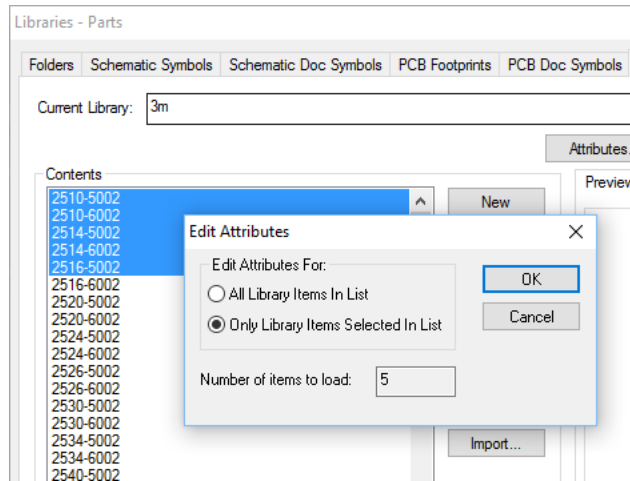 Libraries - Parts
Folders
Schematic Symbols
Schematic Doc Symbols
PCB Footprints
PCB Doc Symbols
Current Library:
3m
Attributes.
Contents
Preview
2510-5002
2510-6002
2514-5002
2514-6002
2516-5002
2516-6002
2520-5002
2520-6002
2524-5002
2524-6002
2526-5002
2526-6002
2530-5002
2530-6002
2534-5002
2534-6002
2540-5002
New
Edit Attributes
Edit Attributes For:
All Library Items In List
Only Library Items Selected In List
Number of items to load:
5
OK
Cancel
Import...